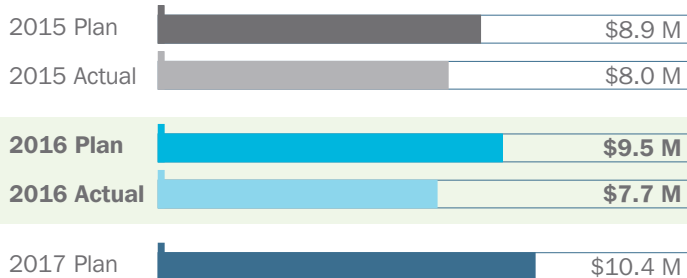 2015 Plan $8.9 M
2015 Actual $8.0 M
2016 Plan $9.5 M
2016 Actual $7.7 M
2017 Plan $10.4 M